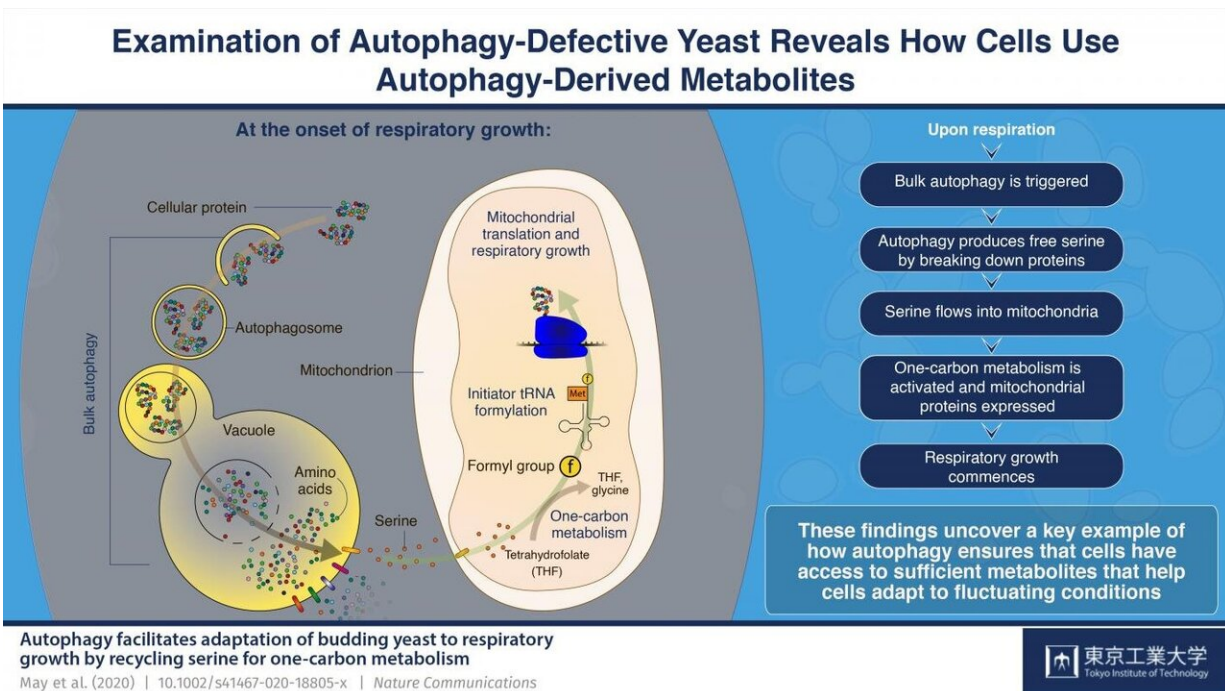 Examination of Autophagy-Defective Yeast Reveals How Cells Use
Autophagy-Derived Metabolites
At the onset of respiratory growth:
Cellular protein
Bulk autophagy
Autophagosome
Vacuole
Amino
acids
Serine
Mitochondrion
Mitochondrial
translation and
respiratory growth
Initiator tRNA
formylation
f
Met
Formyl group
f
THF,
glycine
One-carbon
metabolism
Tetrahydrofolate
(THF)
Upon respiration
Bulk autophagy is triggered
Autophagy produces free serine
by breaking down proteins
Serine flows into mitochondria
One-carbon metabolism is
activated and mitochondrial
proteins expressed
Respiratory growth
commences
These findings uncover a key example of
how autophagy ensures that cells have
access to sufficient metabolites that help
cells adapt to fluctuating conditions
Autophagy facilitates adaptation of budding yeast to respiratory
growth by recycling serine for one-carbon metabolism
May et al. (2020) | 10.1002/s41467-020-18805-x | Nature Communications
東京工業大学
Tokyo Institute of Technology